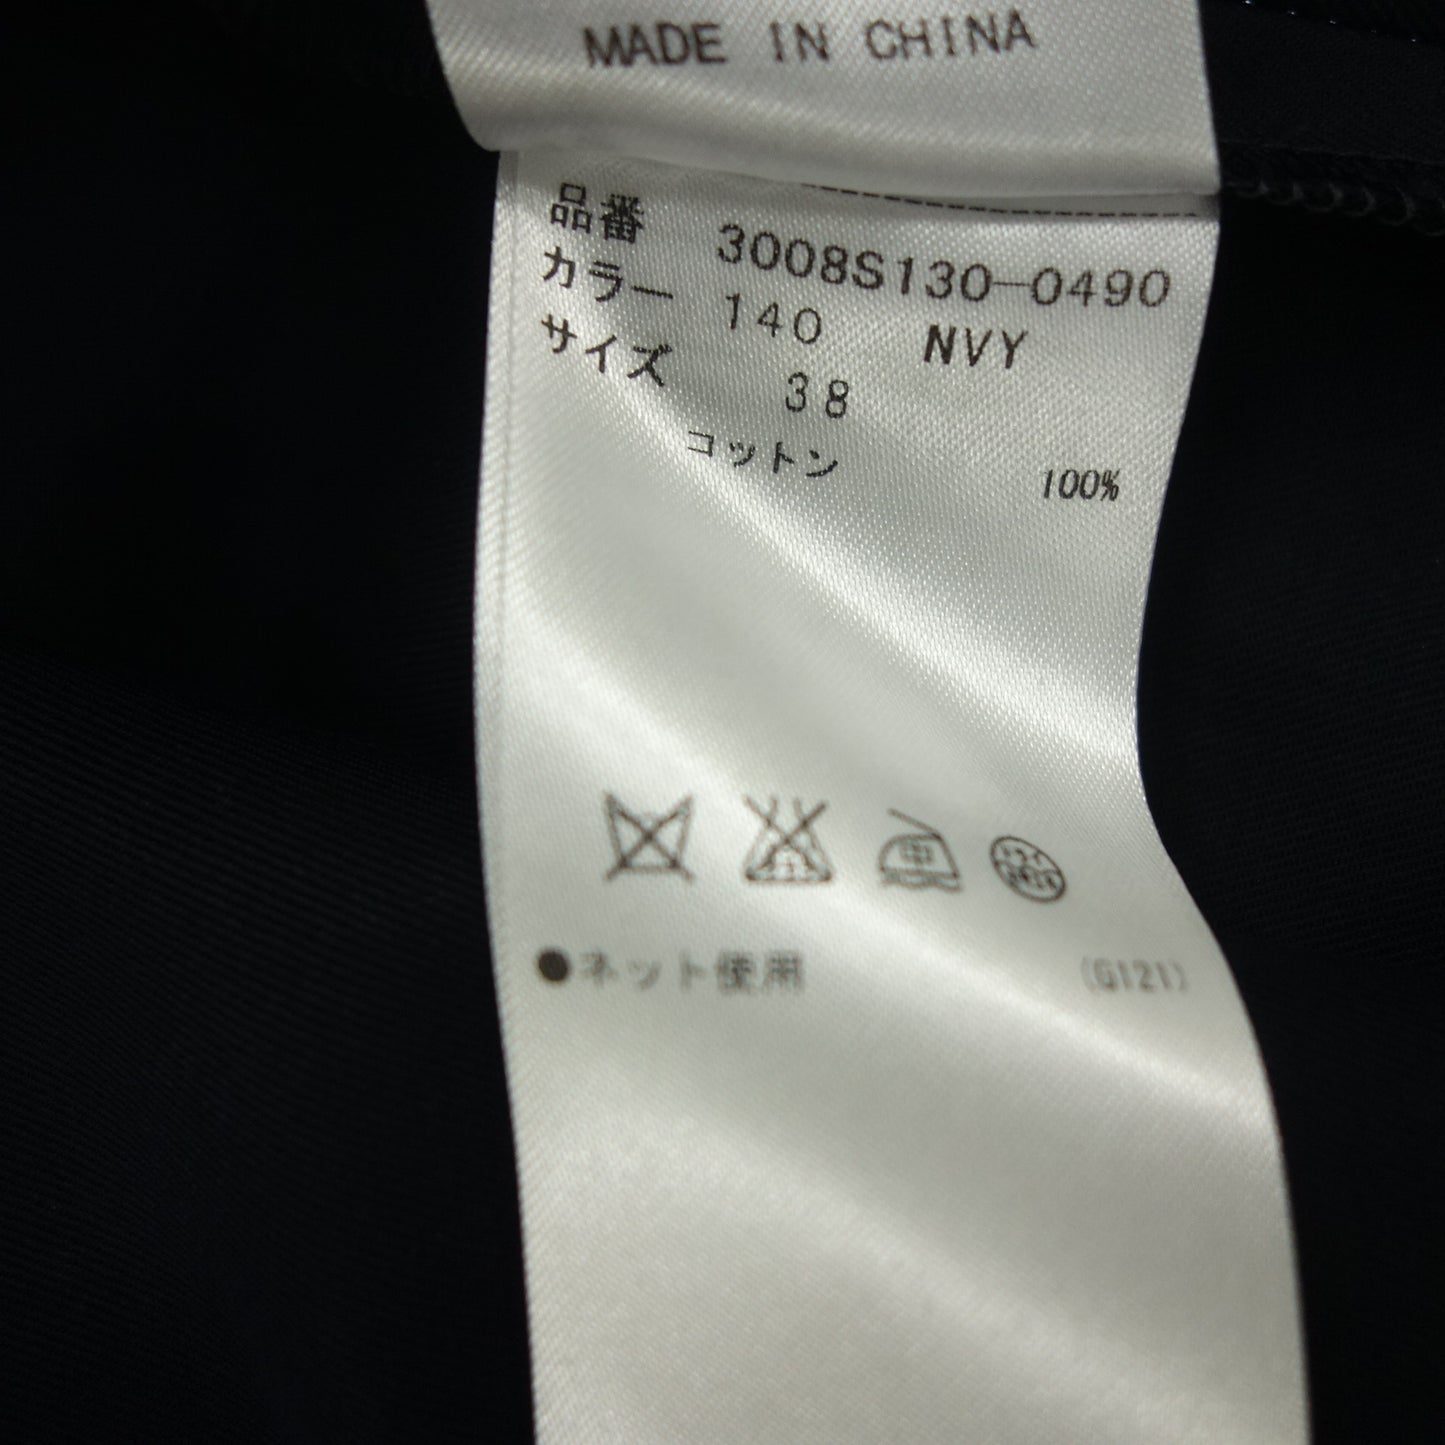 MADE IN CHINA
品番 3008S130-0490
カラー 140 NVY
サイズ 38
コットン 100%
中
●ネット使用 (G121)